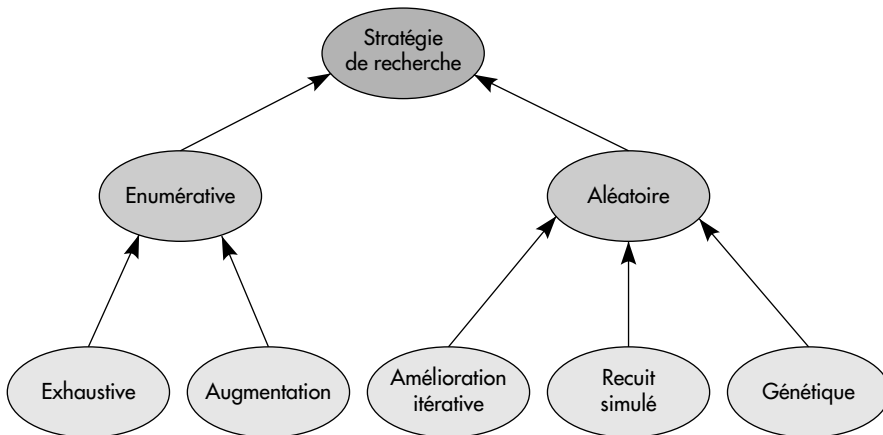 Stratégie
de recherche
Enumérative
Aléatoire
Exhaustive
Augmentation
Amélioration
itérative
Recuit
simulé
Génétique